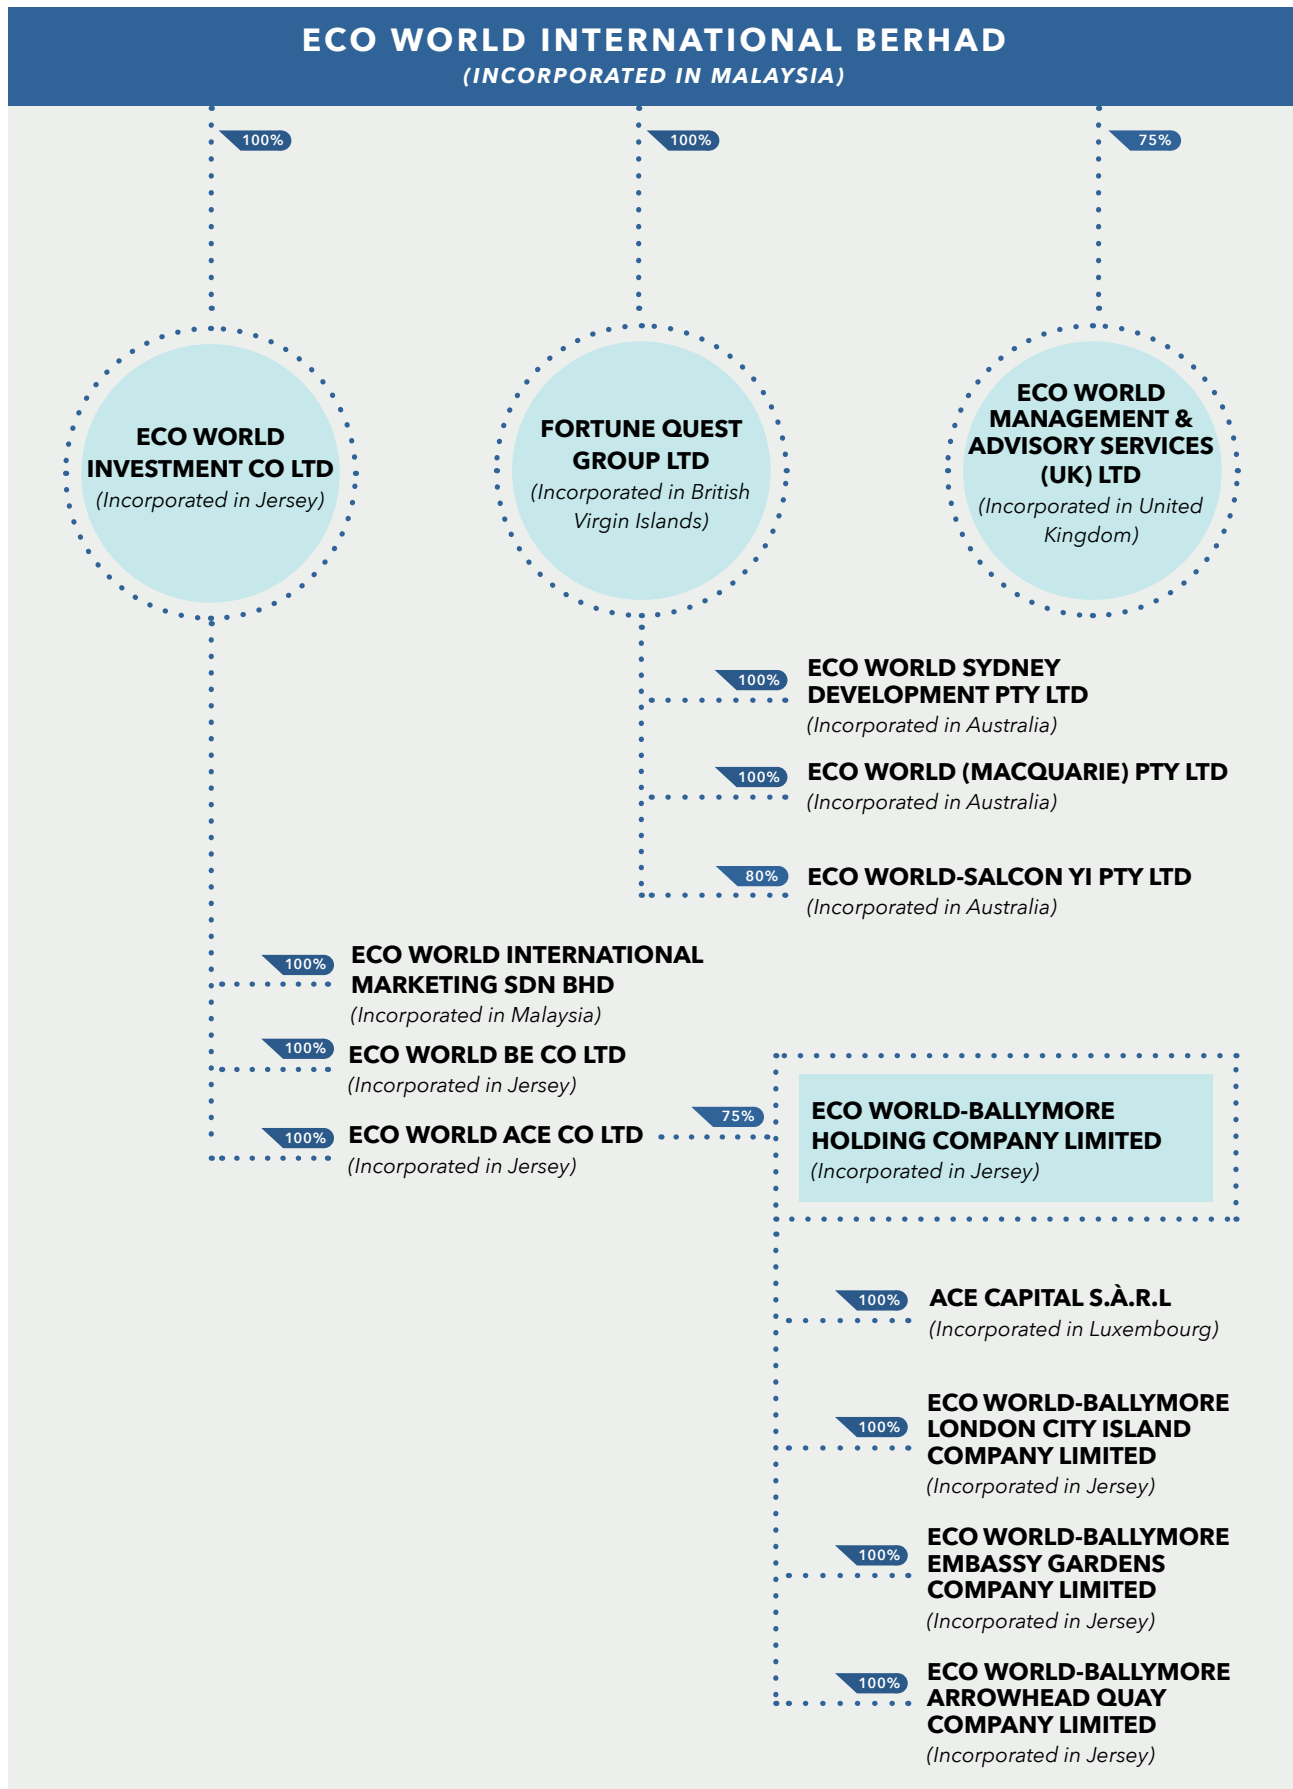 ECO WORLD INTERNATIONAL BERHAD
(INCORPORATED IN MALAYSIA)
100%
100%
75%
ECO WORLD
INVESTMENT CO LTD
(Incorporated in Jersey)
FORTUNE QUEST
GROUP LTD
(Incorporated in British
Virgin Islands)
ECO WORLD
MANAGEMENT &
ADVISORY SERVICES
(UK) LTD
(Incorporated in United
Kingdom)
100%
ECO WORLD SYDNEY
DEVELOPMENT PTY LTD
(Incorporated in Australia)
100%
ECO WORLD (MACQUARIE) PTY LTD
(Incorporated in Australia)
80%
ECO WORLD-SALCON YI PTY LTD
(Incorporated in Australia)
100%
ECO WORLD INTERNATIONAL
MARKETING SDN BHD
(Incorporated in Malaysia)
100%
ECO WORLD BE CO LTD
(Incorporated in Jersey)
100%
ECO WORLD ACE CO LTD
(Incorporated in Jersey)
75%
ECO WORLD-BALLYMORE
HOLDING COMPANY LIMITED
(Incorporated in Jersey)
100%
ACE CAPITAL S.À.R.L
(Incorporated in Luxembourg)
100%
ECO WORLD-BALLYMORE
LONDON CITY ISLAND
COMPANY LIMITED
(Incorporated in Jersey)
100%
ECO WORLD-BALLYMORE
EMBASSY GARDENS
COMPANY LIMITED
(Incorporated in Jersey)
100%
ECO WORLD-BALLYMORE
ARROWHEAD QUAY
COMPANY LIMITED
(Incorporated in Jersey)